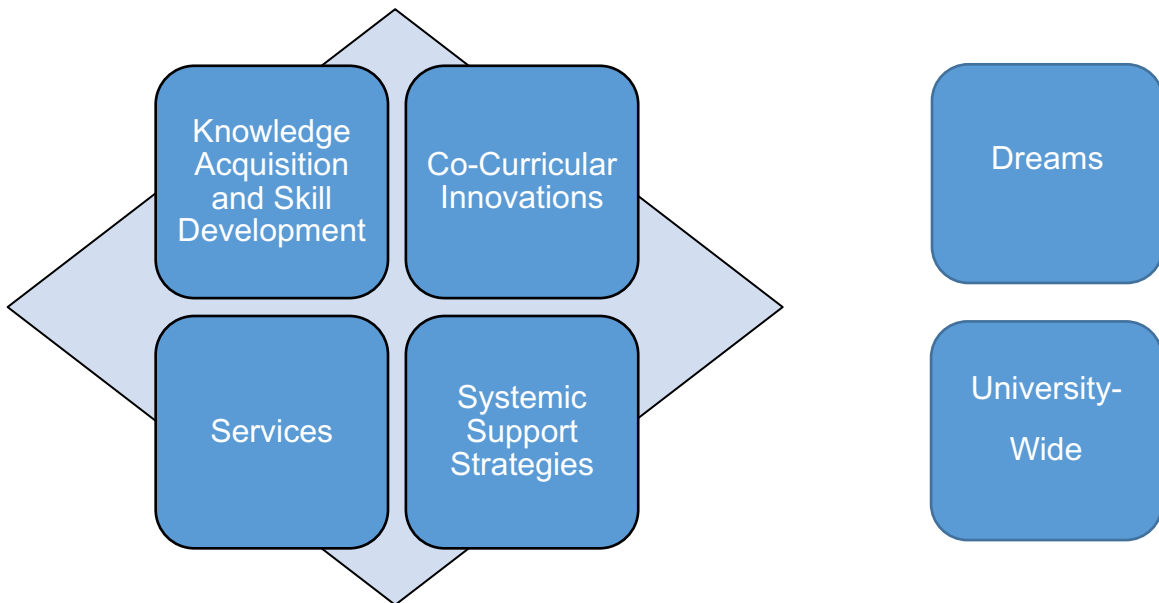 Knowledge
Acquisition
and Skill
Development
Co-Curricular
Innovations
Services
Systemic
Support
Strategies
Dreams
University-
Wide